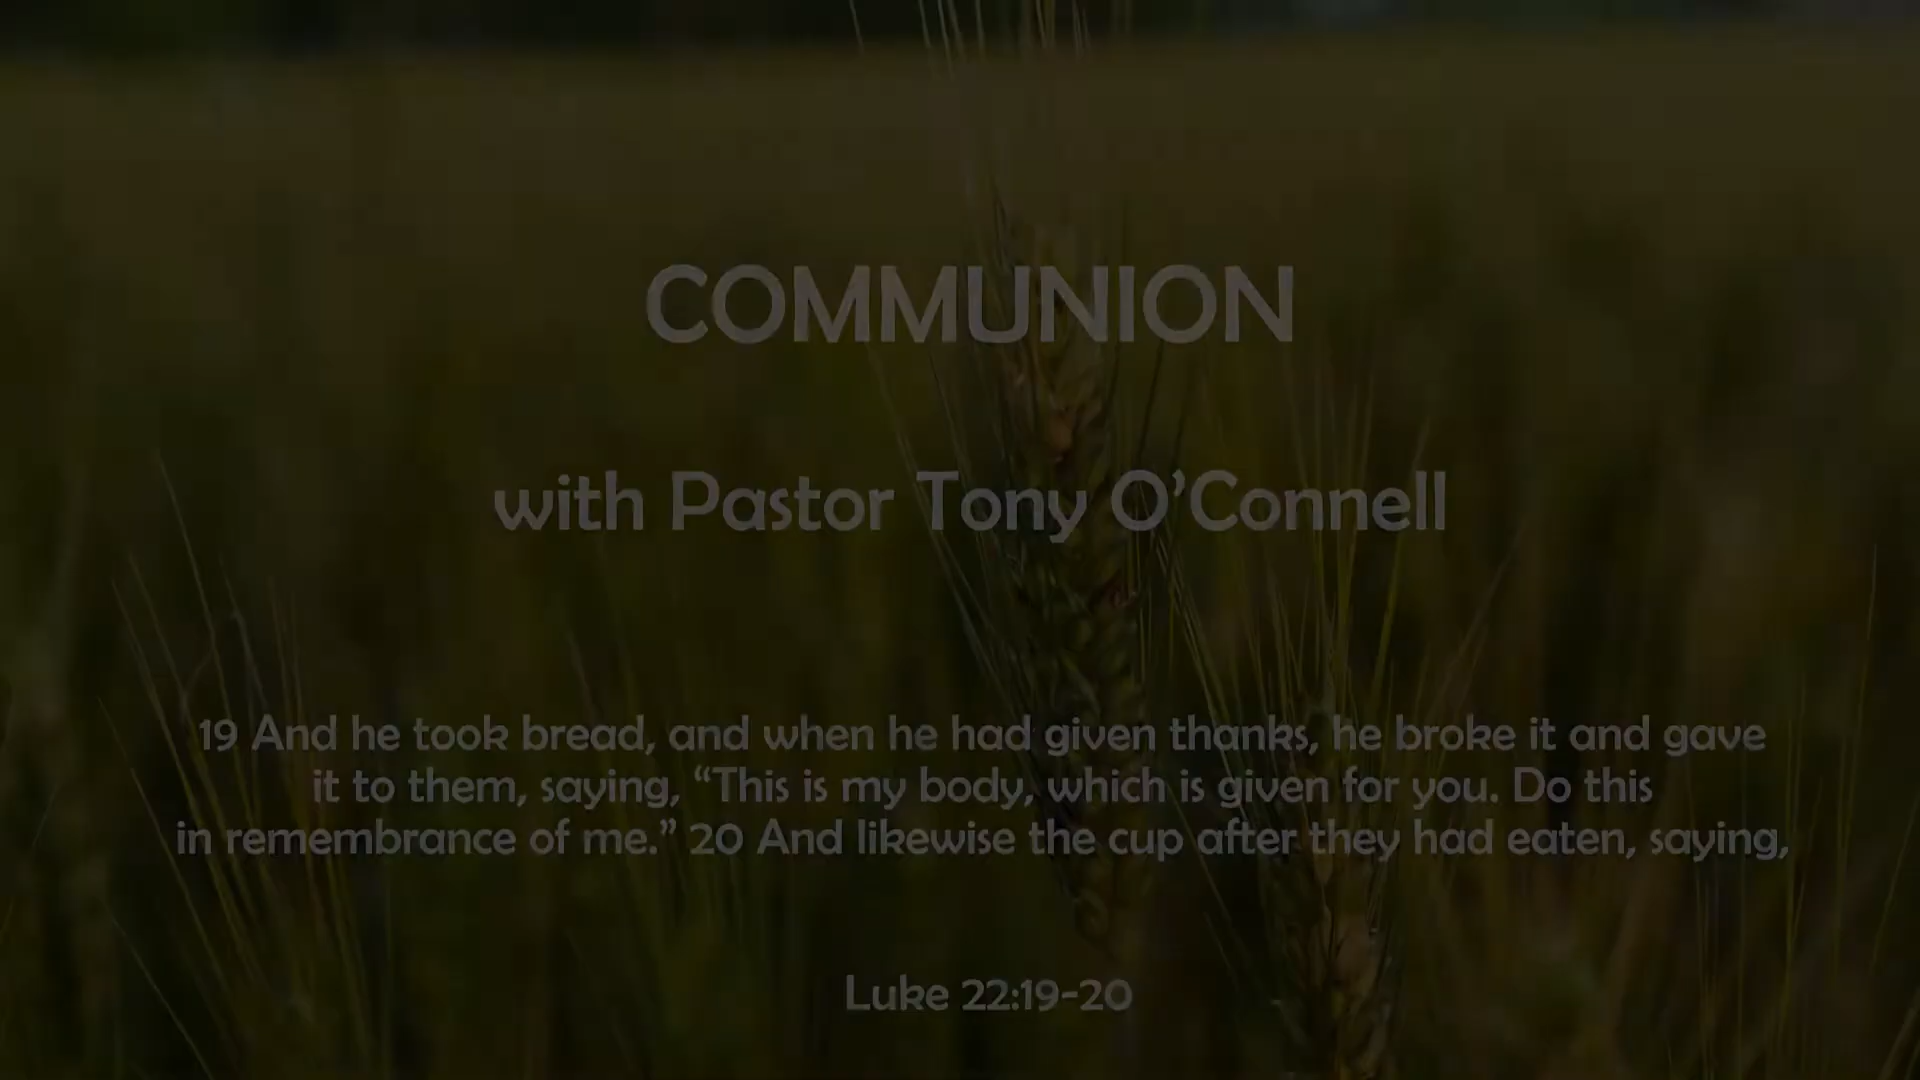 COMMUNION
with Pastor Tony O’Connell
19 And he took bread, and when he had given thanks, he broke it and gave
it to them, saying, “This is my body, which is given for you. Do this
in remembrance of me.” 20 And likewise the cup after they had eaten, saying,
Luke 22:19-20